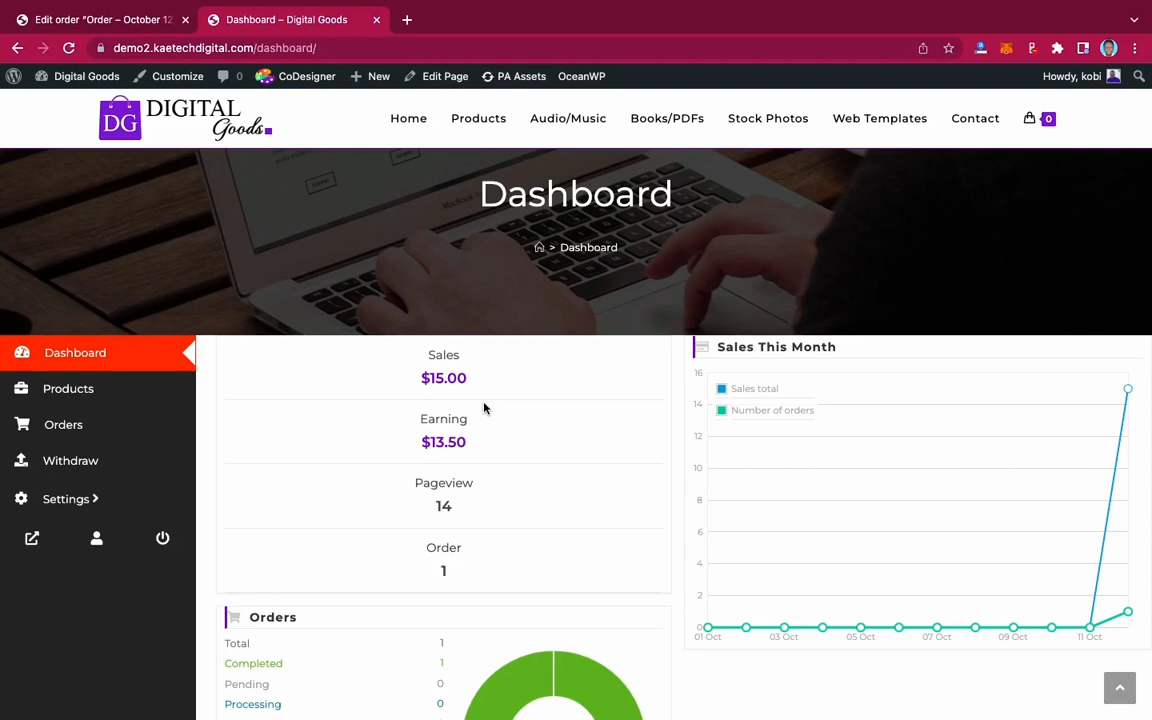 Edit order “Order – October 12
Dashboard – Digital Goods
demo2.kaetechdigital.com/dashboard/
Digital Goods
Customize
0
CoDesigner
New
Edit Page
PA Assets
OceanWP
Howdy, kobi
DG
DIGITAL
Goods
Home
Products
Audio/Music
Books/PDFs
Stock Photos
Web Templates
Contact
0
Dashboard
> Dashboard
Dashboard
Products
Orders
Withdraw
Settings
Sales
$15.00
Earning
$13.50
Pageview
14
Order
1
Orders
Total 1
Completed 1
Pending 0
Processing 0
Sales This Month
Sales total
Number of orders
16
14
12
10
8
6
4
2
0
01 Oct 03 Oct 05 Oct 07 Oct 09 Oct 11 Oct